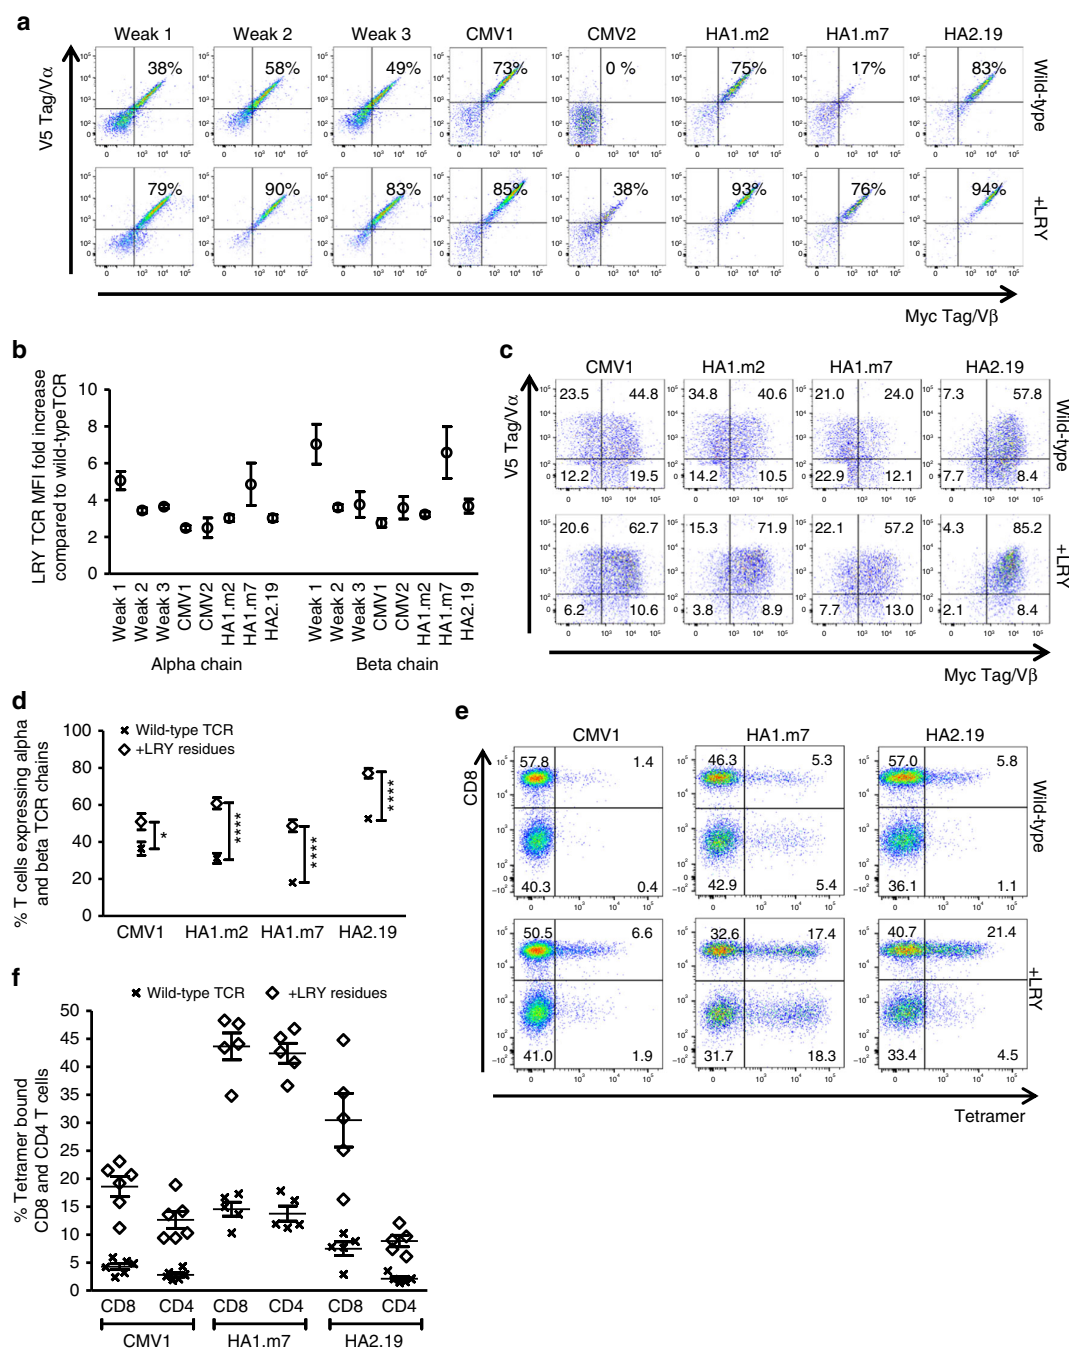 a
Weak 1 Weak 2 Weak 3 CMV1 CMV2 HA1.m2 HA1.m7 HA2.19
38% 58% 49% 73% 0 % 75% 17% 83%
Wild-type
79% 90% 83% 85% 38% 93% 76% 94%
+LRY
V5 Tag/Vα
Myc Tag/Vβ
b
LRY TCR MFI fold increase
compared to wild-typeTCR
10
8
6
4
2
0
Weak 1 Weak 2 Weak 3 CMV1 CMV2 HA1.m2 HA1.m7 HA2.19 Weak 1 Weak 2 Weak 3 CMV1 CMV2 HA1.m2 HA1.m7 HA2.19
Alpha chain Beta chain
c
CMV1 HA1.m2 HA1.m7 HA2.19
23.5 44.8 34.8 40.6 21.0 24.0 7.3 57.8
12.2 19.5 14.2 10.5 22.9 12.1 7.7 8.4
Wild-type
20.6 62.7 15.3 71.9 22.1 57.2 4.3 85.2
6.2 10.6 3.8 8.9 7.7 13.0 2.1 8.4
+LRY
V5 Tag/Vα
Myc Tag/Vβ
d
% T cells expressing alpha
and beta TCR chains
Wild-type TCR
+LRY residues
100
80
60
40
20
0
* **** **** ****
CMV1 HA1.m2 HA1.m7 HA2.19
e
CMV1 HA1.m7 HA2.19
57.8 1.4 46.3 5.3 57.0 5.8
40.3 0.4 42.9 5.4 36.1 1.1
Wild-type
50.5 6.6 32.6 17.4 40.7 21.4
41.0 1.9 31.7 18.3 33.4 4.5
+LRY
CD8
Tetramer
f
Wild-type TCR +LRY residues
% Tetramer bound
CD8 and CD4 T cells
50
45
40
35
30
25
20
15
10
5
0
CD8 CD4 CD8 CD4 CD8 CD4
CMV1 HA1.m7 HA2.19